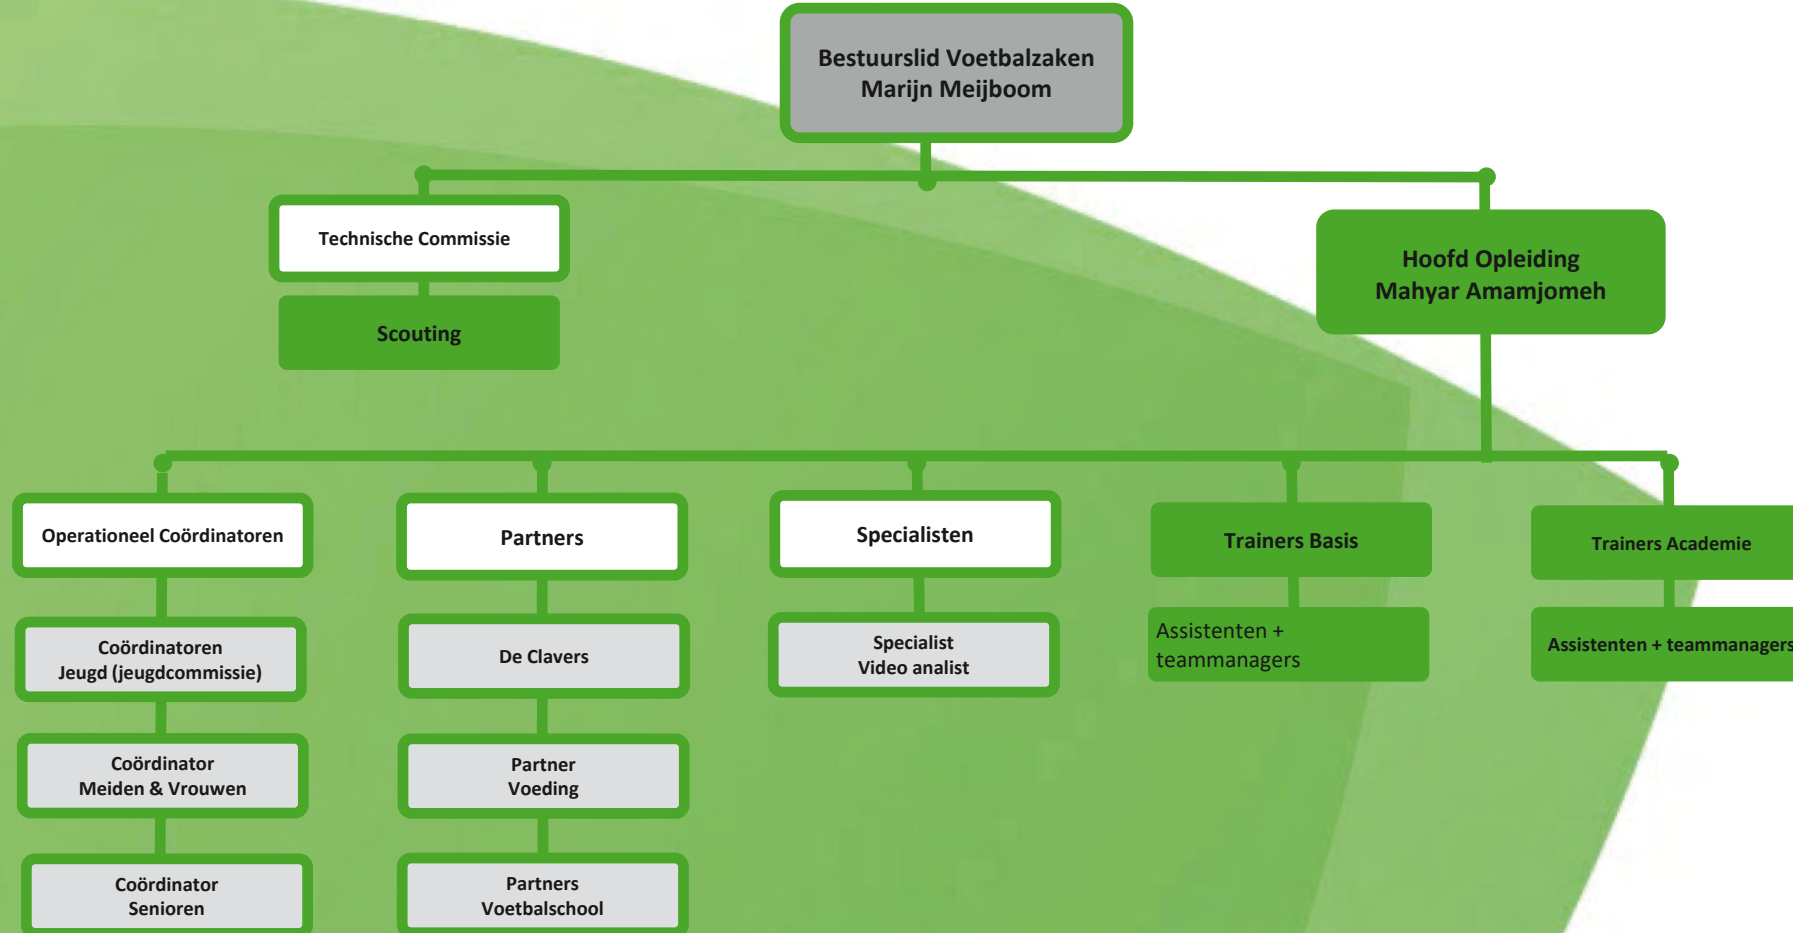 Bestuurslid Voetbalzaken
Marijn Meijboom
Technische Commissie
Hoofd Opleiding
Mahyar Amamjomeh
Scouting
Operationeel Coördinatoren
Partners
Specialisten
Trainers Basis
Trainers Academie
Coördinatoren
Jeugd (jeugdcommissie)
De Clavers
Specialist
Video analist
Assistenten +
teammanagers
Assistenten + teammanagers
Coördinator
Meiden & Vrouwen
Partner
Voeding
Coördinator
Senioren
Partners
Voetbalschool